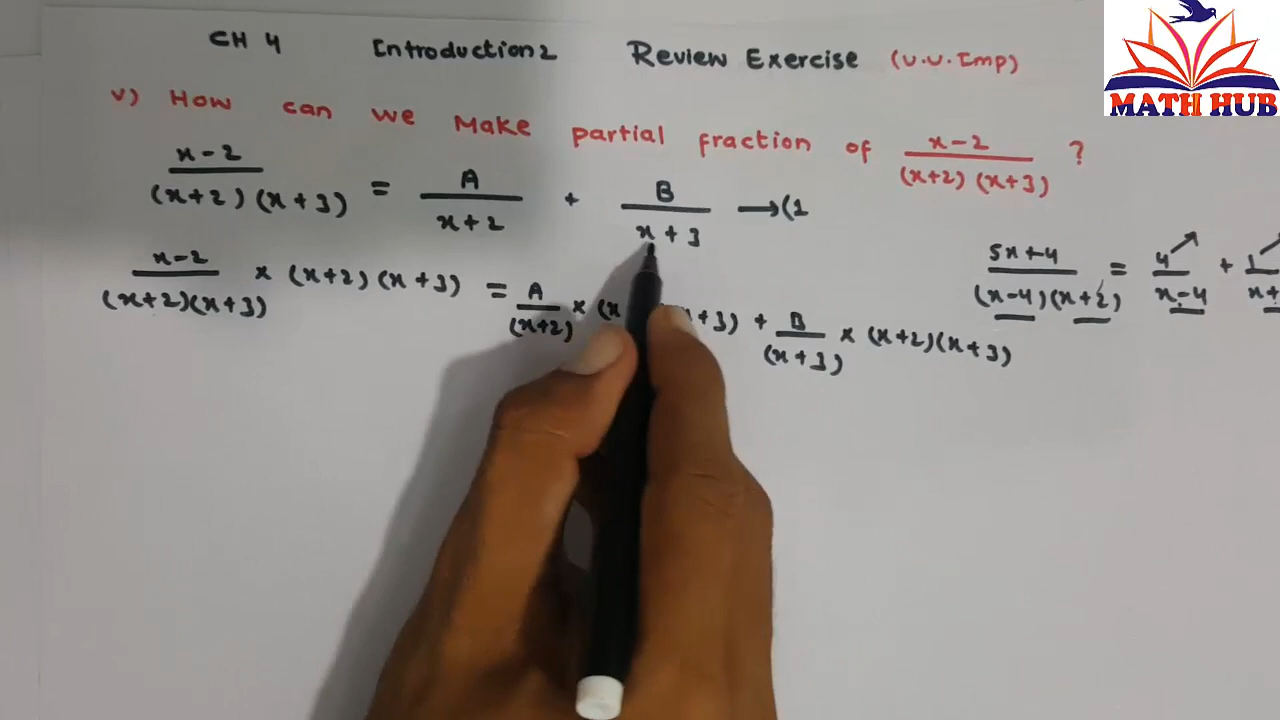 CH 4 Introduction2 Review Exercise (v.v.Imp)
MATH HUB
v) How can we Make partial fraction of x-2/(x+2)(x+3) ?
x-2/(x+2)(x+3) = A/x+2 + B/x+3 →(1
x-2/(x+2)(x+3) × (x+2)(x+3) = A/(x+2) × (x +3) + B/(x+3) × (x+2)(x+3)
5x+4/(x-4)(x+2) = 4/x-4 + 1/x+